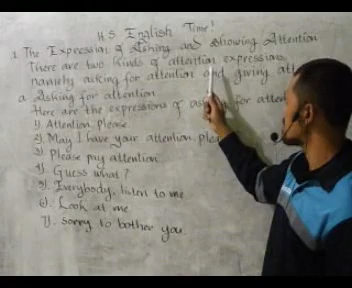 H.S English Time!
1. The Expression of Asking and Showing Attention
There are two kinds of attention expressions,
namely asking for attention and giving att
a. Asking for attention
Here are the expressions of as for atten
1). Attention please
2). May I have your attention, plea
3). Please pay attention
4). Guess what?
5). Everybody, listen to me
6). Look at me
7). Sorry to bother you